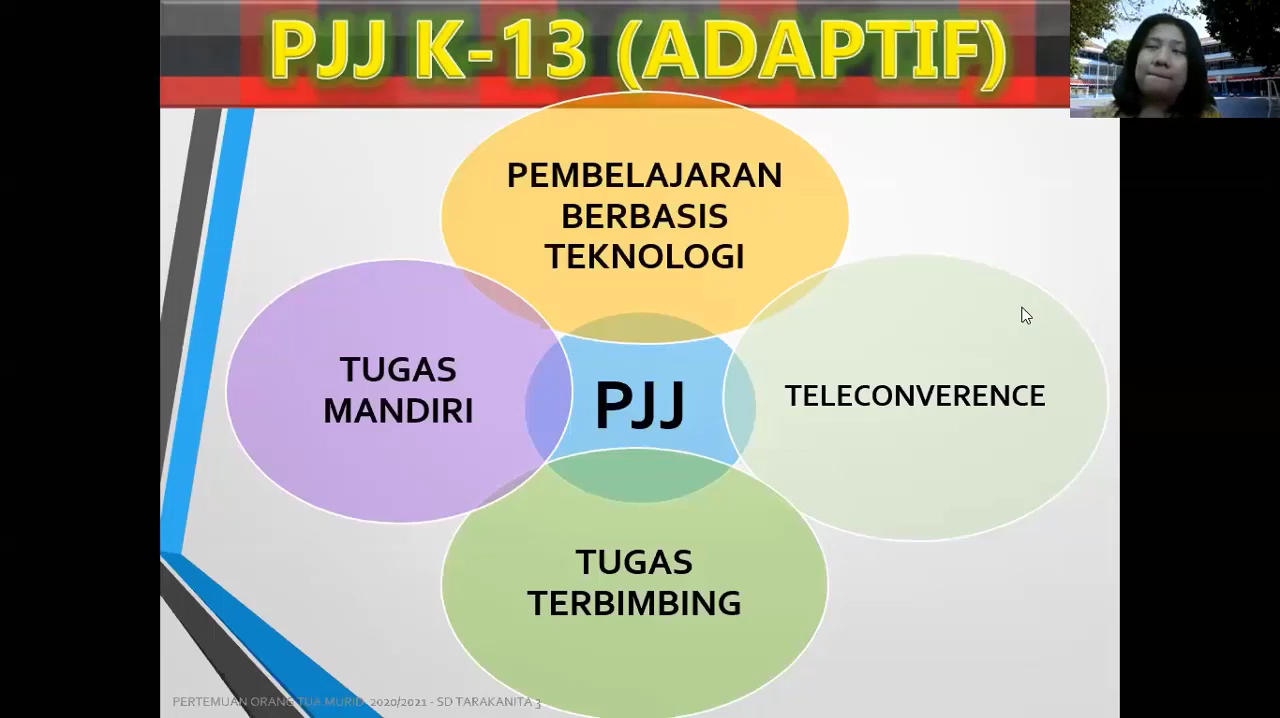 PJJ K-13 (ADAPTIF)
PEMBELAJARAN
BERBASIS
TEKNOLOGI
TUGAS
MANDIRI
PJJ
TELECONVERENCE
TUGAS
TERBIMBING
PERTEMUAN ORANG TUA MURID 2020/2021 - SD TARAKANITA 3